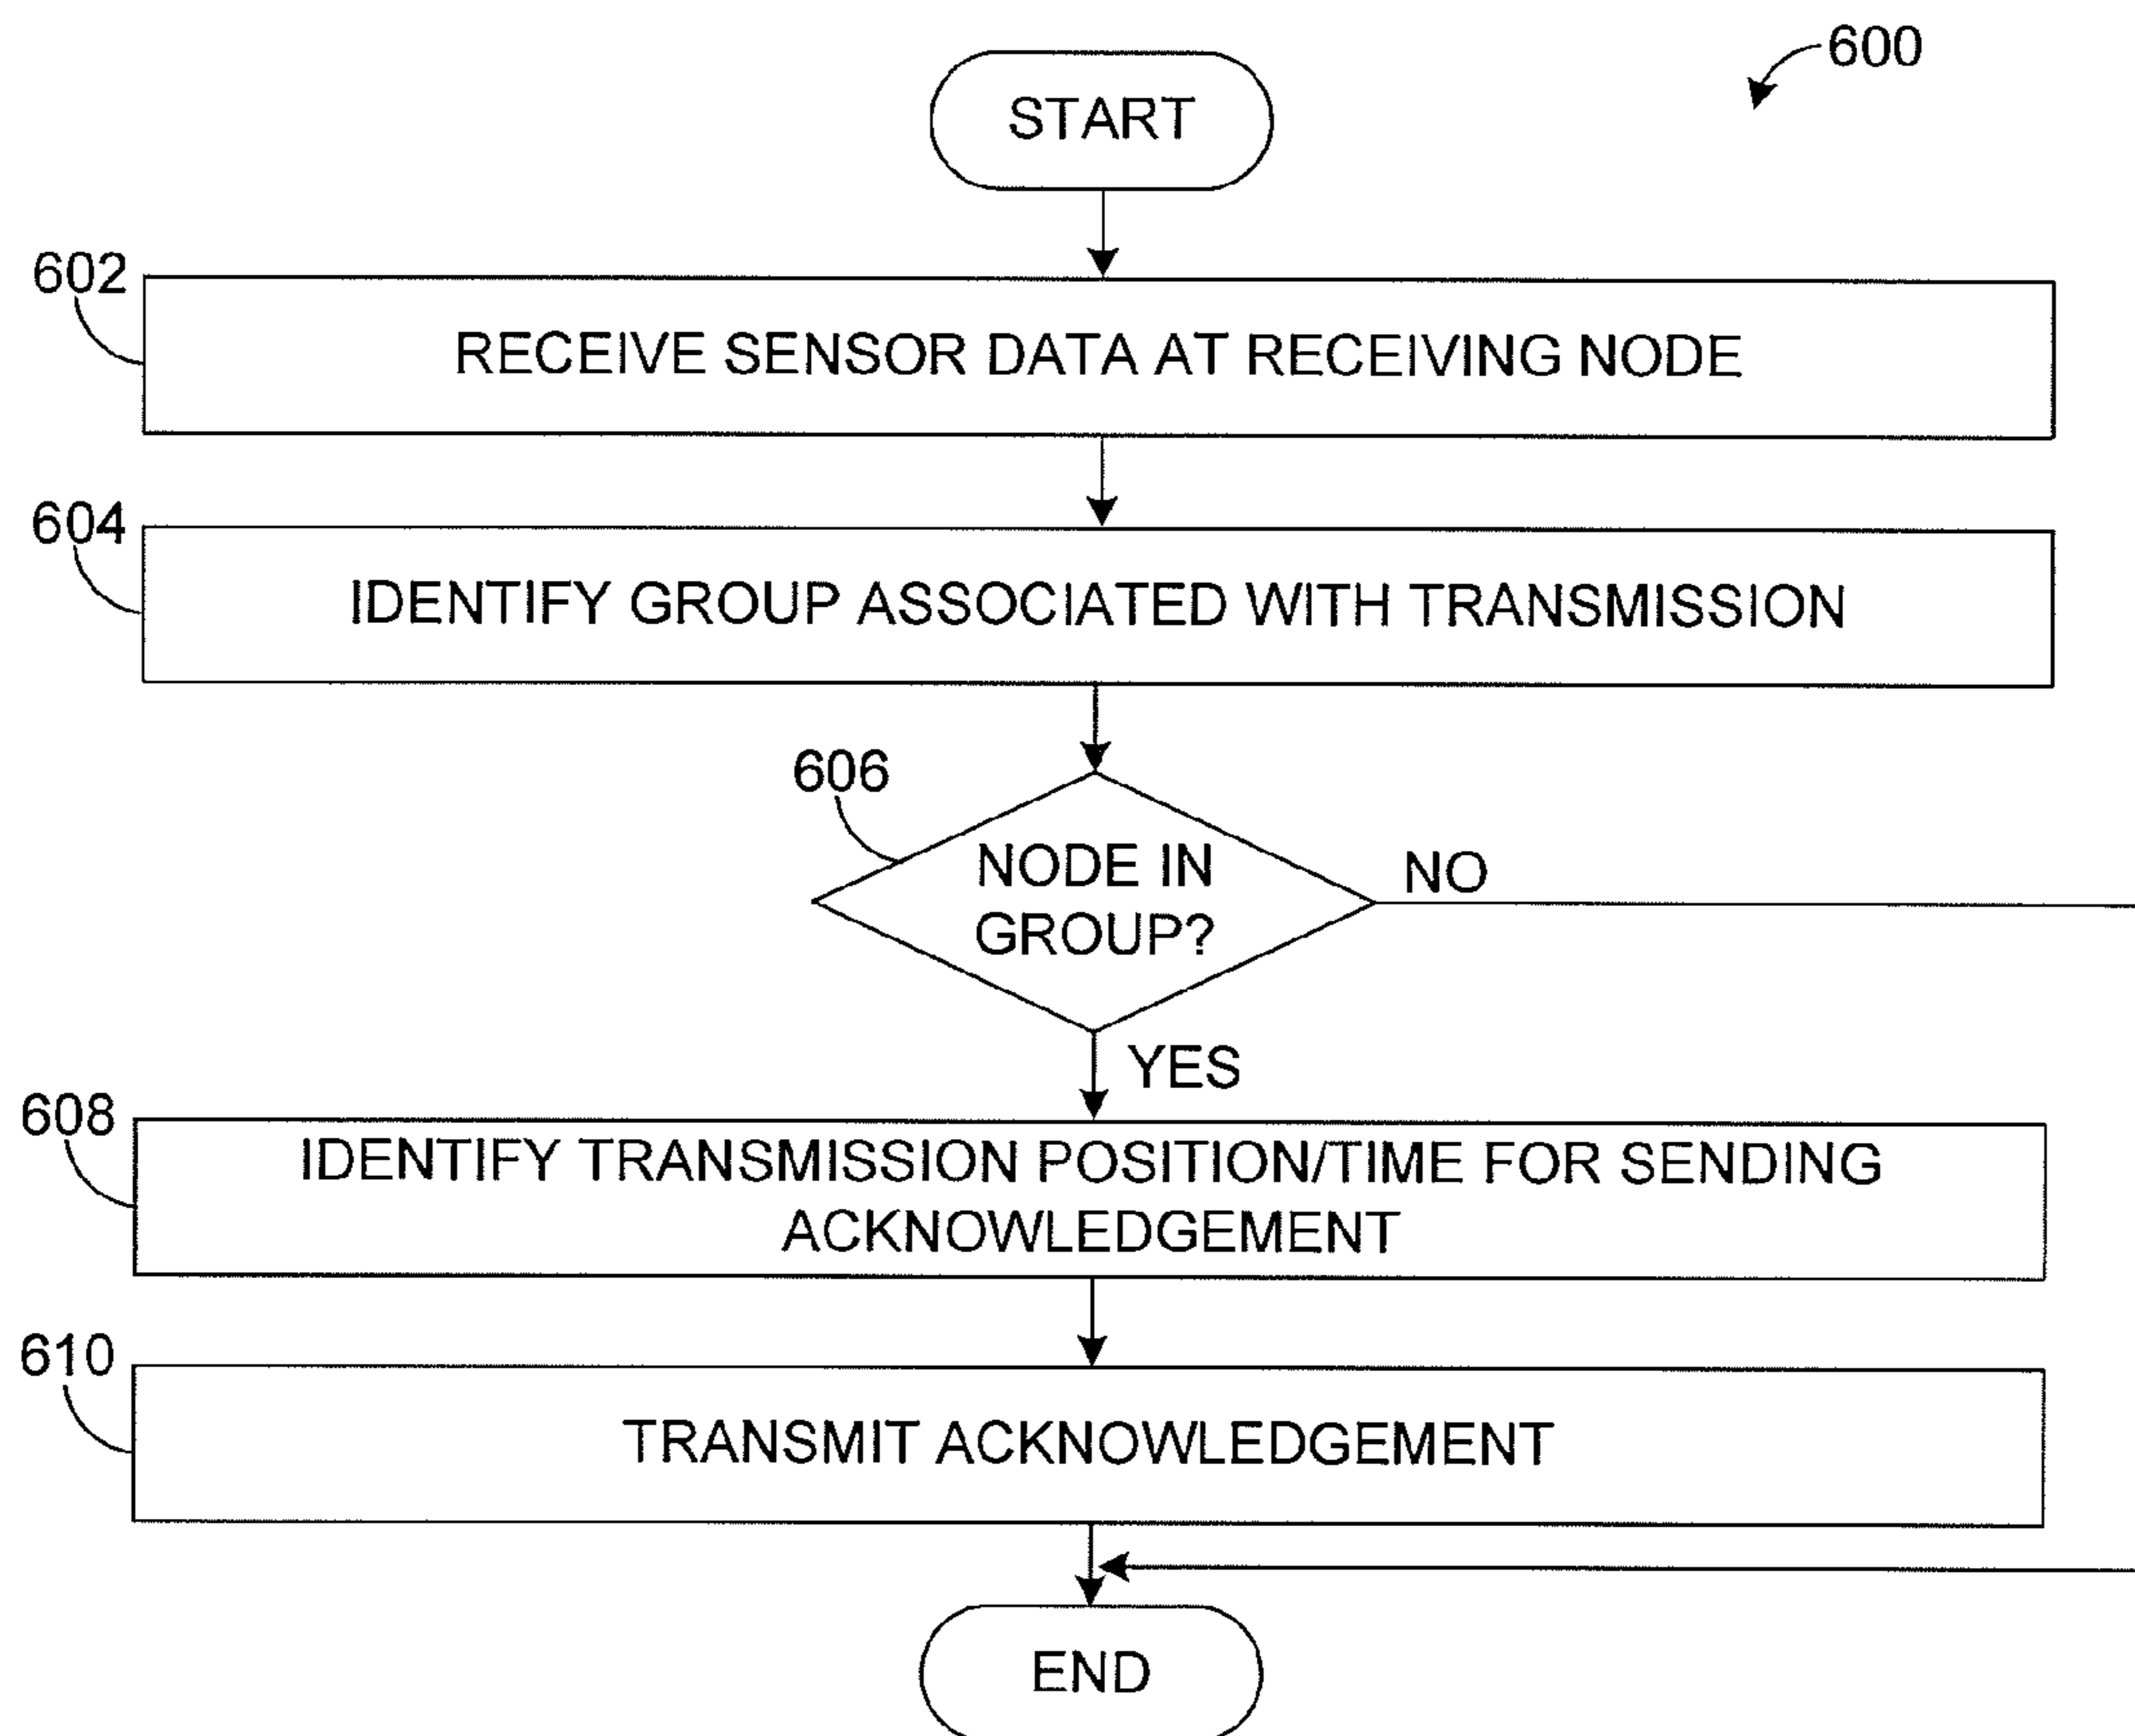 600
START
602
RECEIVE SENSOR DATA AT RECEIVING NODE
604
IDENTIFY GROUP ASSOCIATED WITH TRANSMISSION
606
NODE IN
GROUP?
NO
YES
608
IDENTIFY TRANSMISSION POSITION/TIME FOR SENDING
ACKNOWLEDGEMENT
610
TRANSMIT ACKNOWLEDGEMENT
END